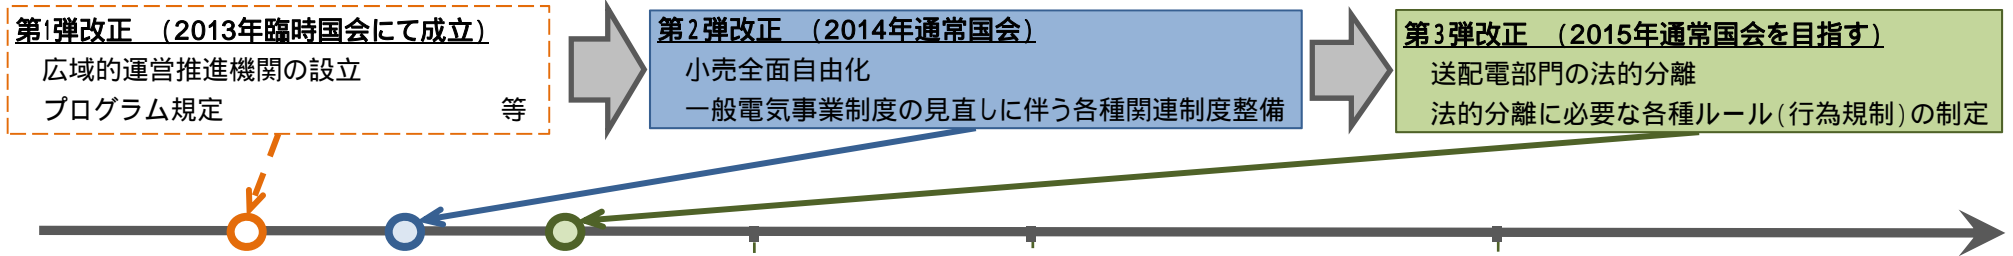 第1弾改正　（2013年臨時国会にて成立）
広域的運営推進機関の設立
プログラム規定　等
第2弾改正　（2014年通常国会）
小売全面自由化
一般電気事業制度の見直しに伴う各種関連制度整備
第3弾改正　（2015年通常国会を目指す）
送配電部門の法的分離
法的分離に必要な各種ルール(行為規制)の制定